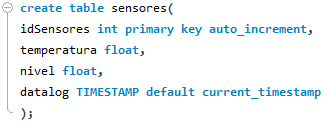 create table sensores(
idSensores int primary key auto_increment,
temperatura float,
nivel float,
datalog TIMESTAMP default current_timestamp
);